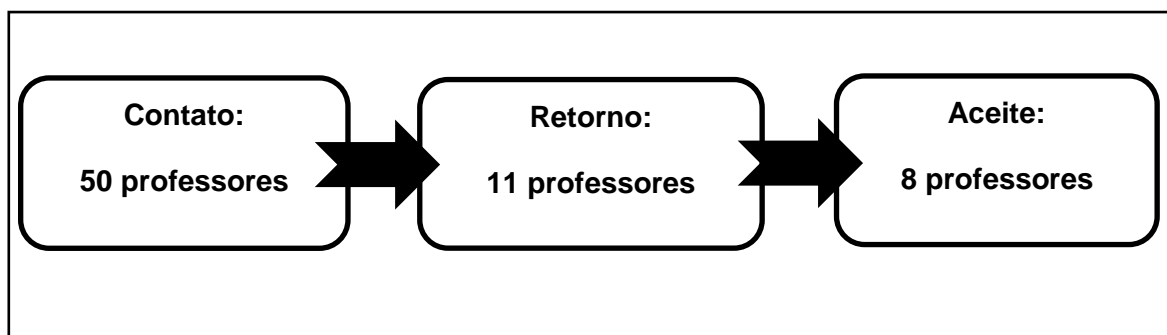 Contato:
50 professores
Retorno:
11 professores
Aceite:
8 professores